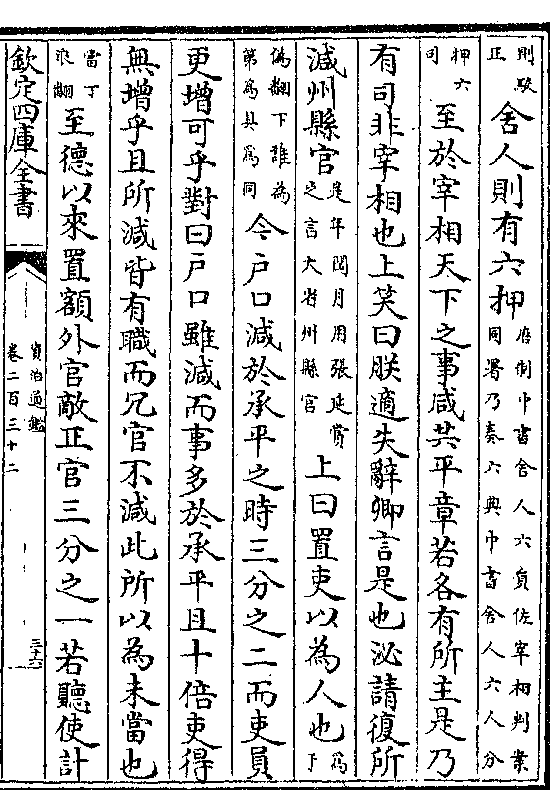 則駮正舍人則有六押唐制中書舍人六員佐宰相判案同署乃奏六典中書舍人六人分
押六司至於宰相天下之事咸共平章若各有所主是乃
有司非宰相也上笑曰朕適失辭卿言是也泌請復所
減州縣官是年閏月用張延賞之言大省州縣官上曰置吏以為人也為于
偽翻下誰為第為具為同今戶口減於承平之時三分之二而吏員
更增可乎對曰戶口雖減而事多於承平且十倍吏得
無增乎且所減皆有職而冗官不減此所以為未當也
當丁浪翻至德以來置額外官敵正官三分之一若聽使計
欽定四庫全書
資治通鑑
卷二百三十二
三十六